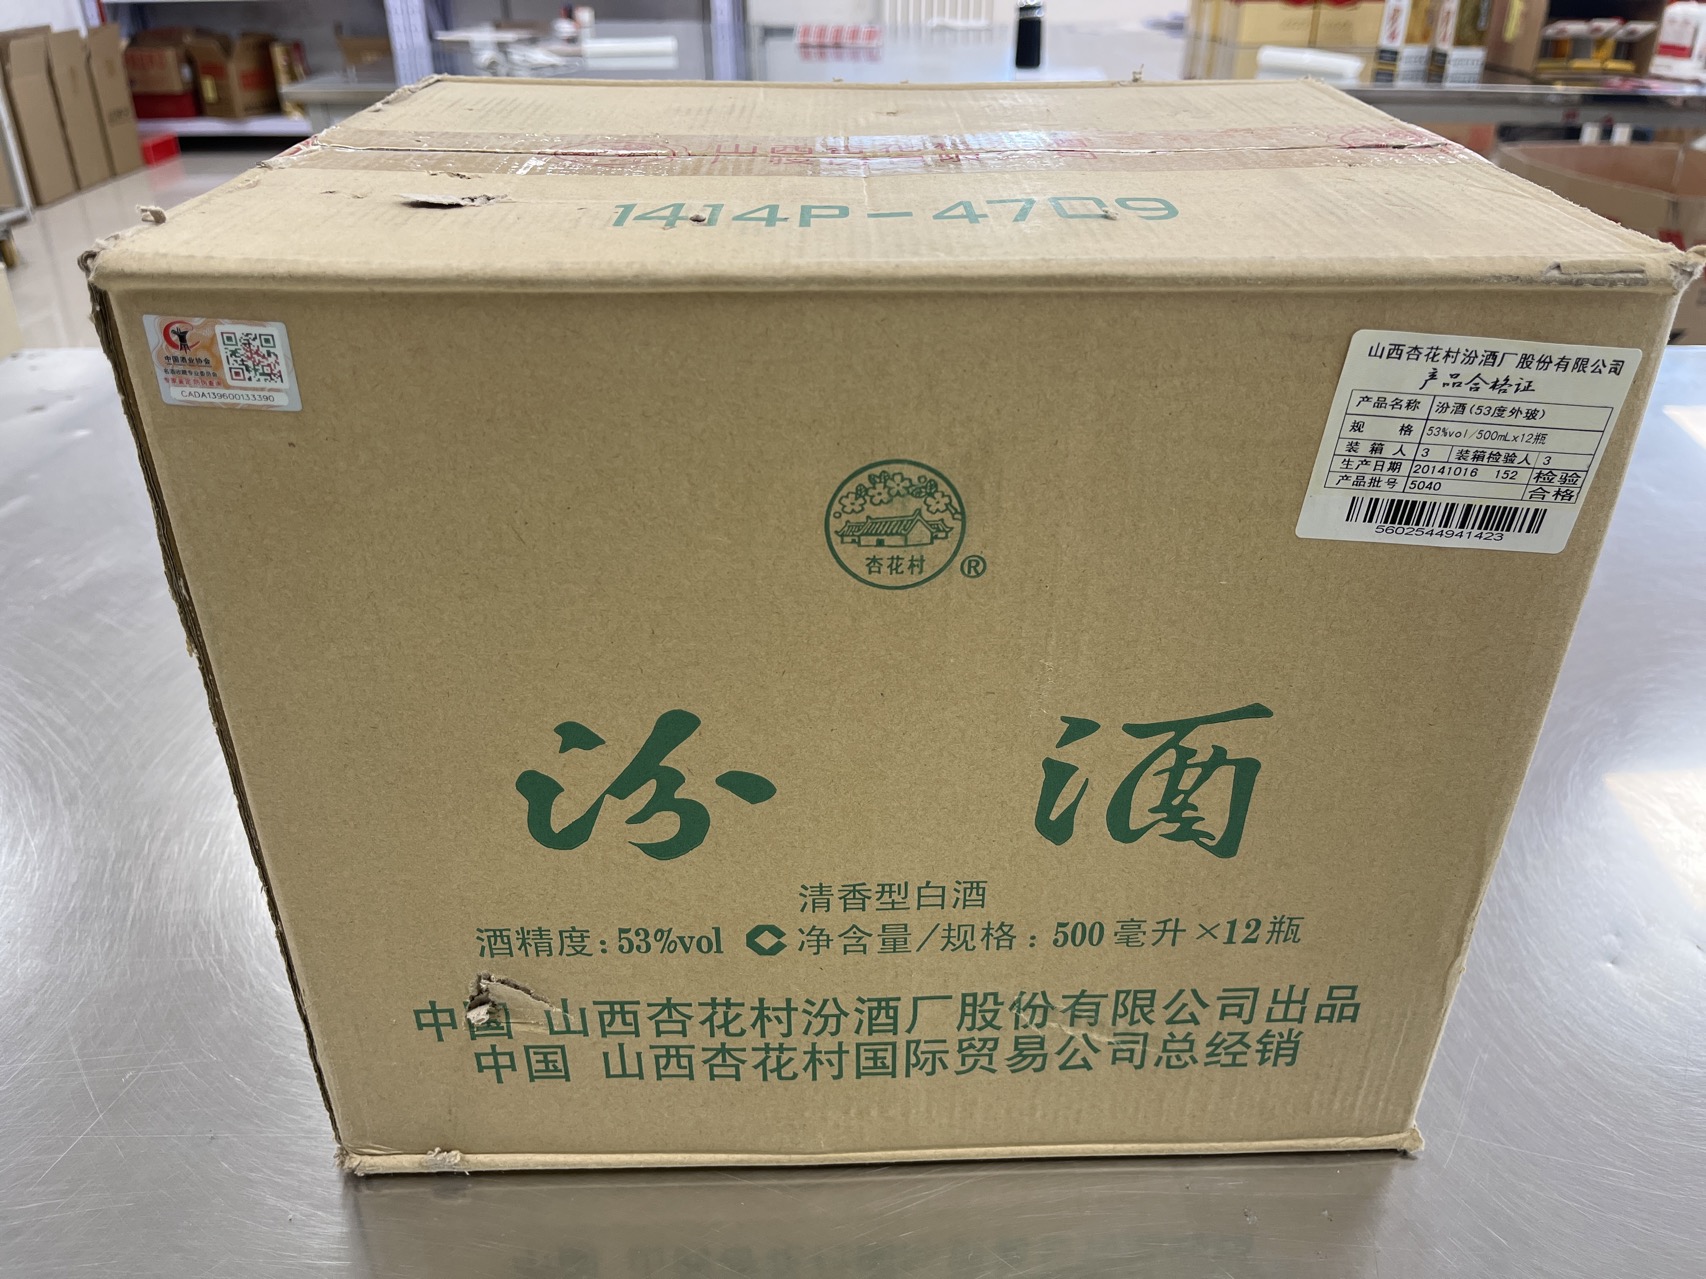 1414P-4709
中国酒业协会
CADA139600133390
山西杏花村汾酒厂股份有限公司
产品合格证
产品名称 汾酒(53度外玻)
规 格 53%vol/500mL×12瓶
装箱人 3 装箱检验人 3
生产日期 20141016 152 检验
产品批号 5040 合格
5602544941423
杏花村
®
汾 酒
清香型白酒
酒精度:53%vol 净含量/规格:500毫升×12瓶
中国 山西杏花村汾酒厂股份有限公司出品
中国 山西杏花村国际贸易公司总经销